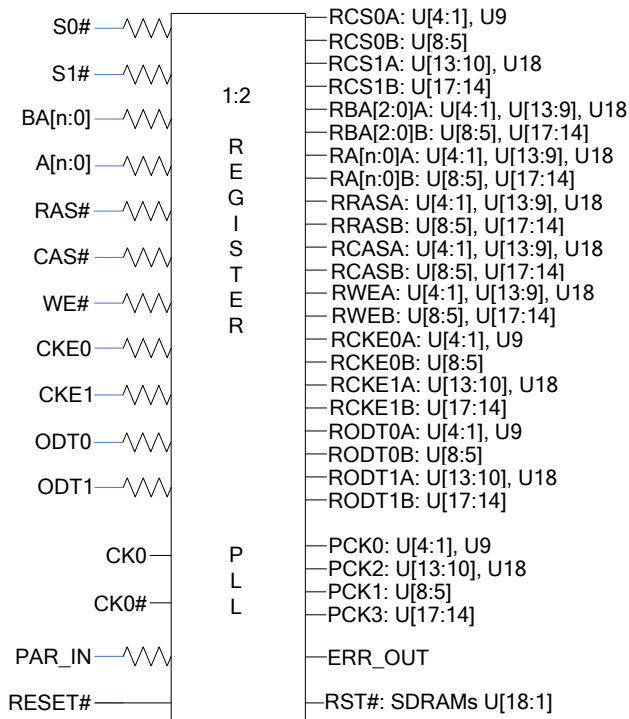 S0#
S1#
BA[n:0]
A[n:0]
RAS#
CAS#
WE#
CKE0
CKE1
ODT0
ODT1
CK0
CK0#
PAR_IN
RESET#
1:2
R
E
G
I
S
T
E
R
P
L
L
RCS0A: U[4:1], U9
RCS0B: U[8:5]
RCS1A: U[13:10], U18
RCS1B: U[17:14]
RBA[2:0]A: U[4:1], U[13:9], U18
RBA[2:0]B: U[8:5], U[17:14]
RA[n:0]A: U[4:1], U[13:9], U18
RA[n:0]B: U[8:5], U[17:14]
RRASA: U[4:1], U[13:9], U18
RRASB: U[8:5], U[17:14]
RCASA: U[4:1], U[13:9], U18
RCASB: U[8:5], U[17:14]
RWEA: U[4:1], U[13:9], U18
RWEB: U[8:5], U[17:14]
RCKE0A: U[4:1], U9
RCKE0B: U[8:5]
RCKE1A: U[13:10], U18
RCKE1B: U[17:14]
RODT0A: U[4:1], U9
RODT0B: U[8:5]
RODT1A: U[13:10], U18
RODT1B: U[17:14]
PCK0: U[4:1], U9
PCK2: U[13:10], U18
PCK1: U[8:5]
PCK3: U[17:14]
ERR_OUT
RST#: SDRAMs U[18:1]